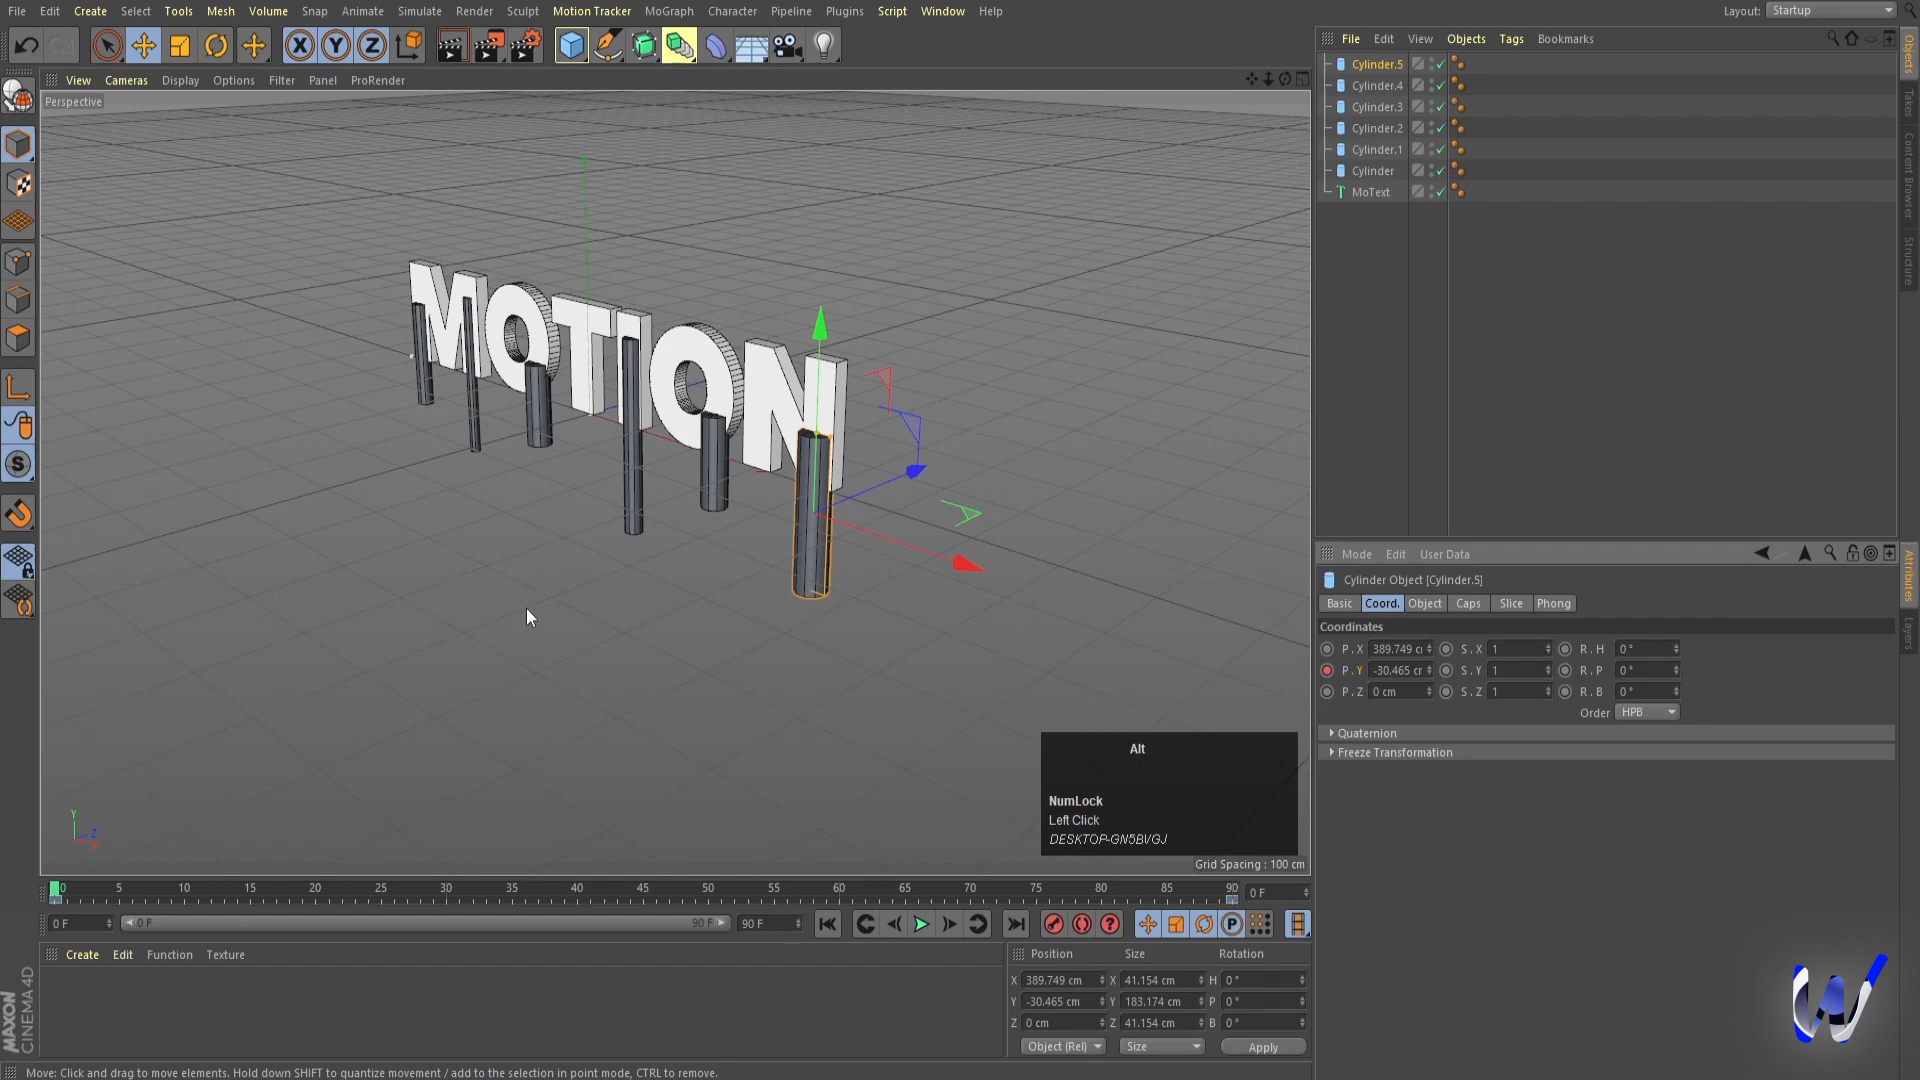 File Edit Create Select Tools Mesh Volume Snap Animate Simulate Render Sculpt Motion Tracker MoGraph Character Pipeline Plugins Script Window Help Layout: Startup
X Y Z
File Edit View Objects Tags Bookmarks
View Cameras Display Options Filter Panel ProRender
Perspective
Cylinder.5
Cylinder.4
Cylinder.3
Cylinder.2
Cylinder.1
Cylinder
MoText
Objects
Takes
Content Browser
Structure
MOTION
Mode Edit User Data
Cylinder Object [Cylinder.5]
Basic Coord. Object Caps Slice Phong
Coordinates
P . X 389.749 cm S . X 1 R . H 0 °
P . Y -30.465 cm S . Y 1 R . P 0 °
P . Z 0 cm S . Z 1 R . B 0 °
Order HPB
Quaternion
Freeze Transformation
Attributes
Layers
Alt
NumLock
Left Click
DESKTOP-GN5BVGJ
Y
Z
X
Grid Spacing : 100 cm
0 5 10 15 20 25 30 35 40 45 50 55 60 65 70 75 80 85 90 0 F
0 F 0 F 90 F 90 F
Create Edit Function Texture
Position Size Rotation
X 389.749 cm X 41.154 cm H 0 °
Y -30.465 cm Y 183.174 cm P 0 °
Z 0 cm Z 41.154 cm B 0 °
Object (Rel) Size Apply
MAXON
CINEMA 4D
W
Move: Click and drag to move elements. Hold down SHIFT to quantize movement / add to the selection in point mode, CTRL to remove.